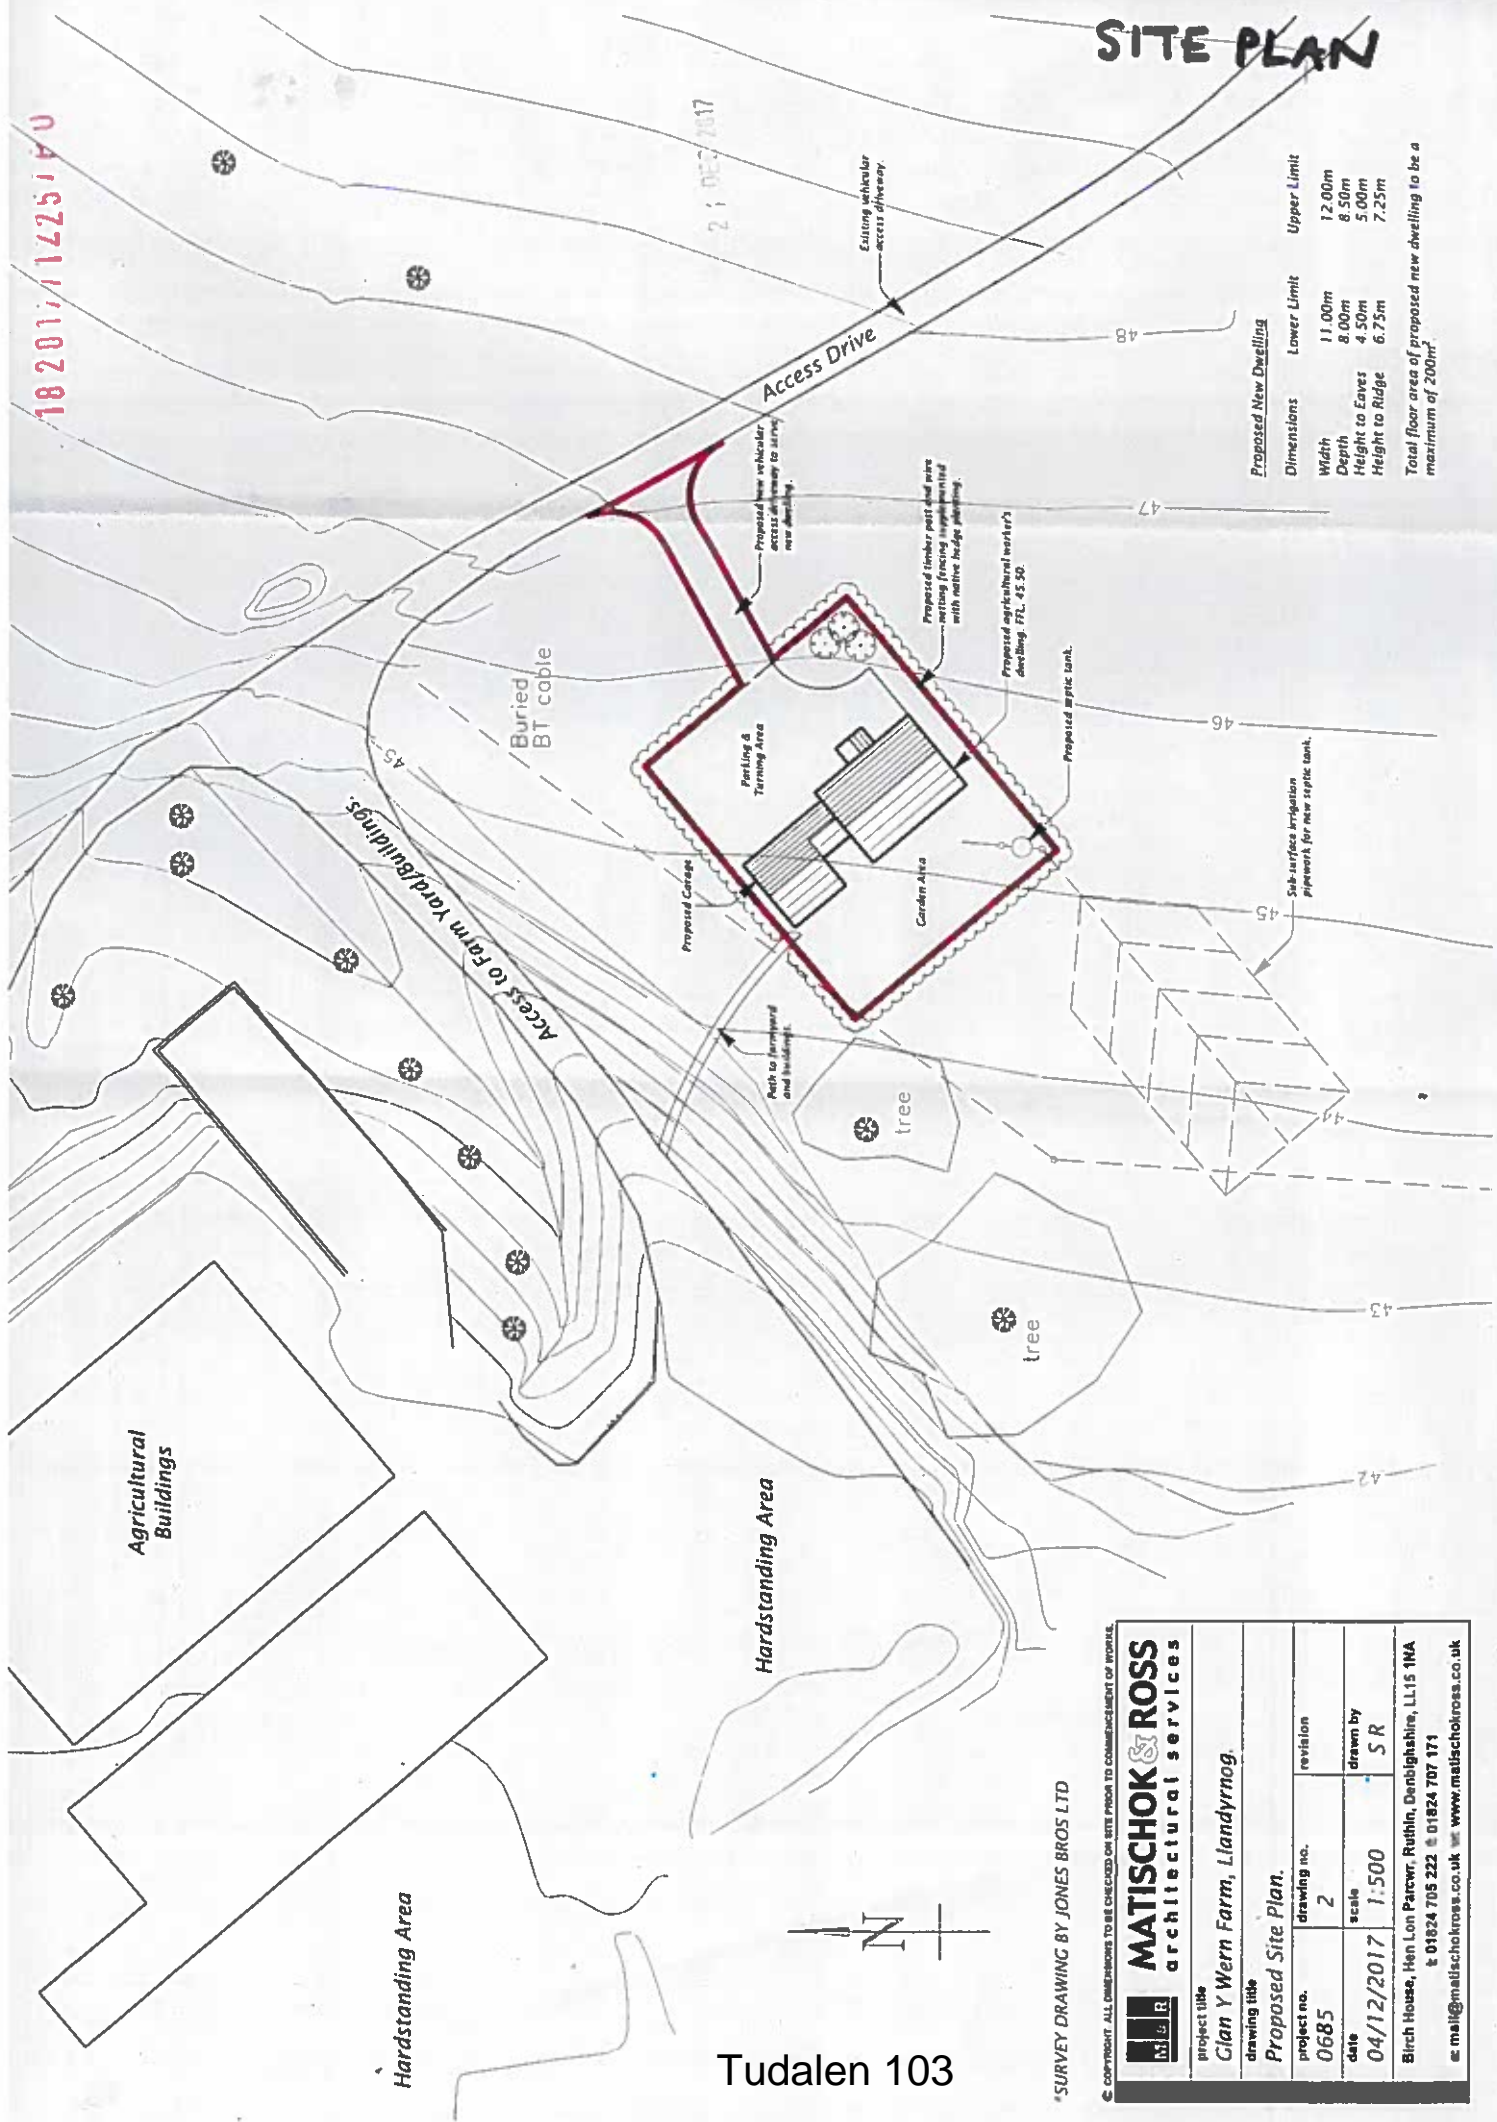 SITE PLAN
21 DEC 2017
Existing vehicular
access driveway.
Access Drive
Proposed new vehicular
access driveway to serve
new dwelling.
Proposed timber post and wire
netting fencing supplemented
with native hedge planting.
Proposed agricultural worker's
dwelling. FFL. 45.50.
Proposed septic tank.
Sub-surface irrigation
pipework for new septic tank.
Buried
BT cable
Parking &
Turning Area
Proposed Garage
Garden Area
Path to farmyard
and buildings.
Access to Farm Yard/Buildings.
tree
tree
48
47
46
45
45
44
43
42
Agricultural
Buildings
Hardstanding Area
Hardstanding Area
Proposed New Dwelling
Dimensions Lower Limit Upper Limit
Width 11.00m 12.00m
Depth 8.00m 8.50m
Height to Eaves 4.50m 5.00m
Height to Ridge 6.75m 7.25m
Total floor area of proposed new dwelling to be a
maximum of 200m²
N
*SURVEY DRAWING BY JONES BROS LTD
© COPYRIGHT ALL DIMENSIONS TO BE CHECKED ON SITE PRIOR TO COMMENCEMENT OF WORKS.
M&R
MATISCHOK & ROSS
architectural services
project title
Glan Y Wern Farm, Llandyrnog.
drawing title
Proposed Site Plan.
project no. drawing no. revision
0685 2
date scale drawn by
04/12/2017 1:500 SR
Birch House, Hen Lon Parcwr, Ruthin, Denbighshire, LL15 1NA
t: 01824 705 222 f: 01824 707 171
e: mail@matischokross.co.uk w: www.matischokross.co.uk
Tudalen 103